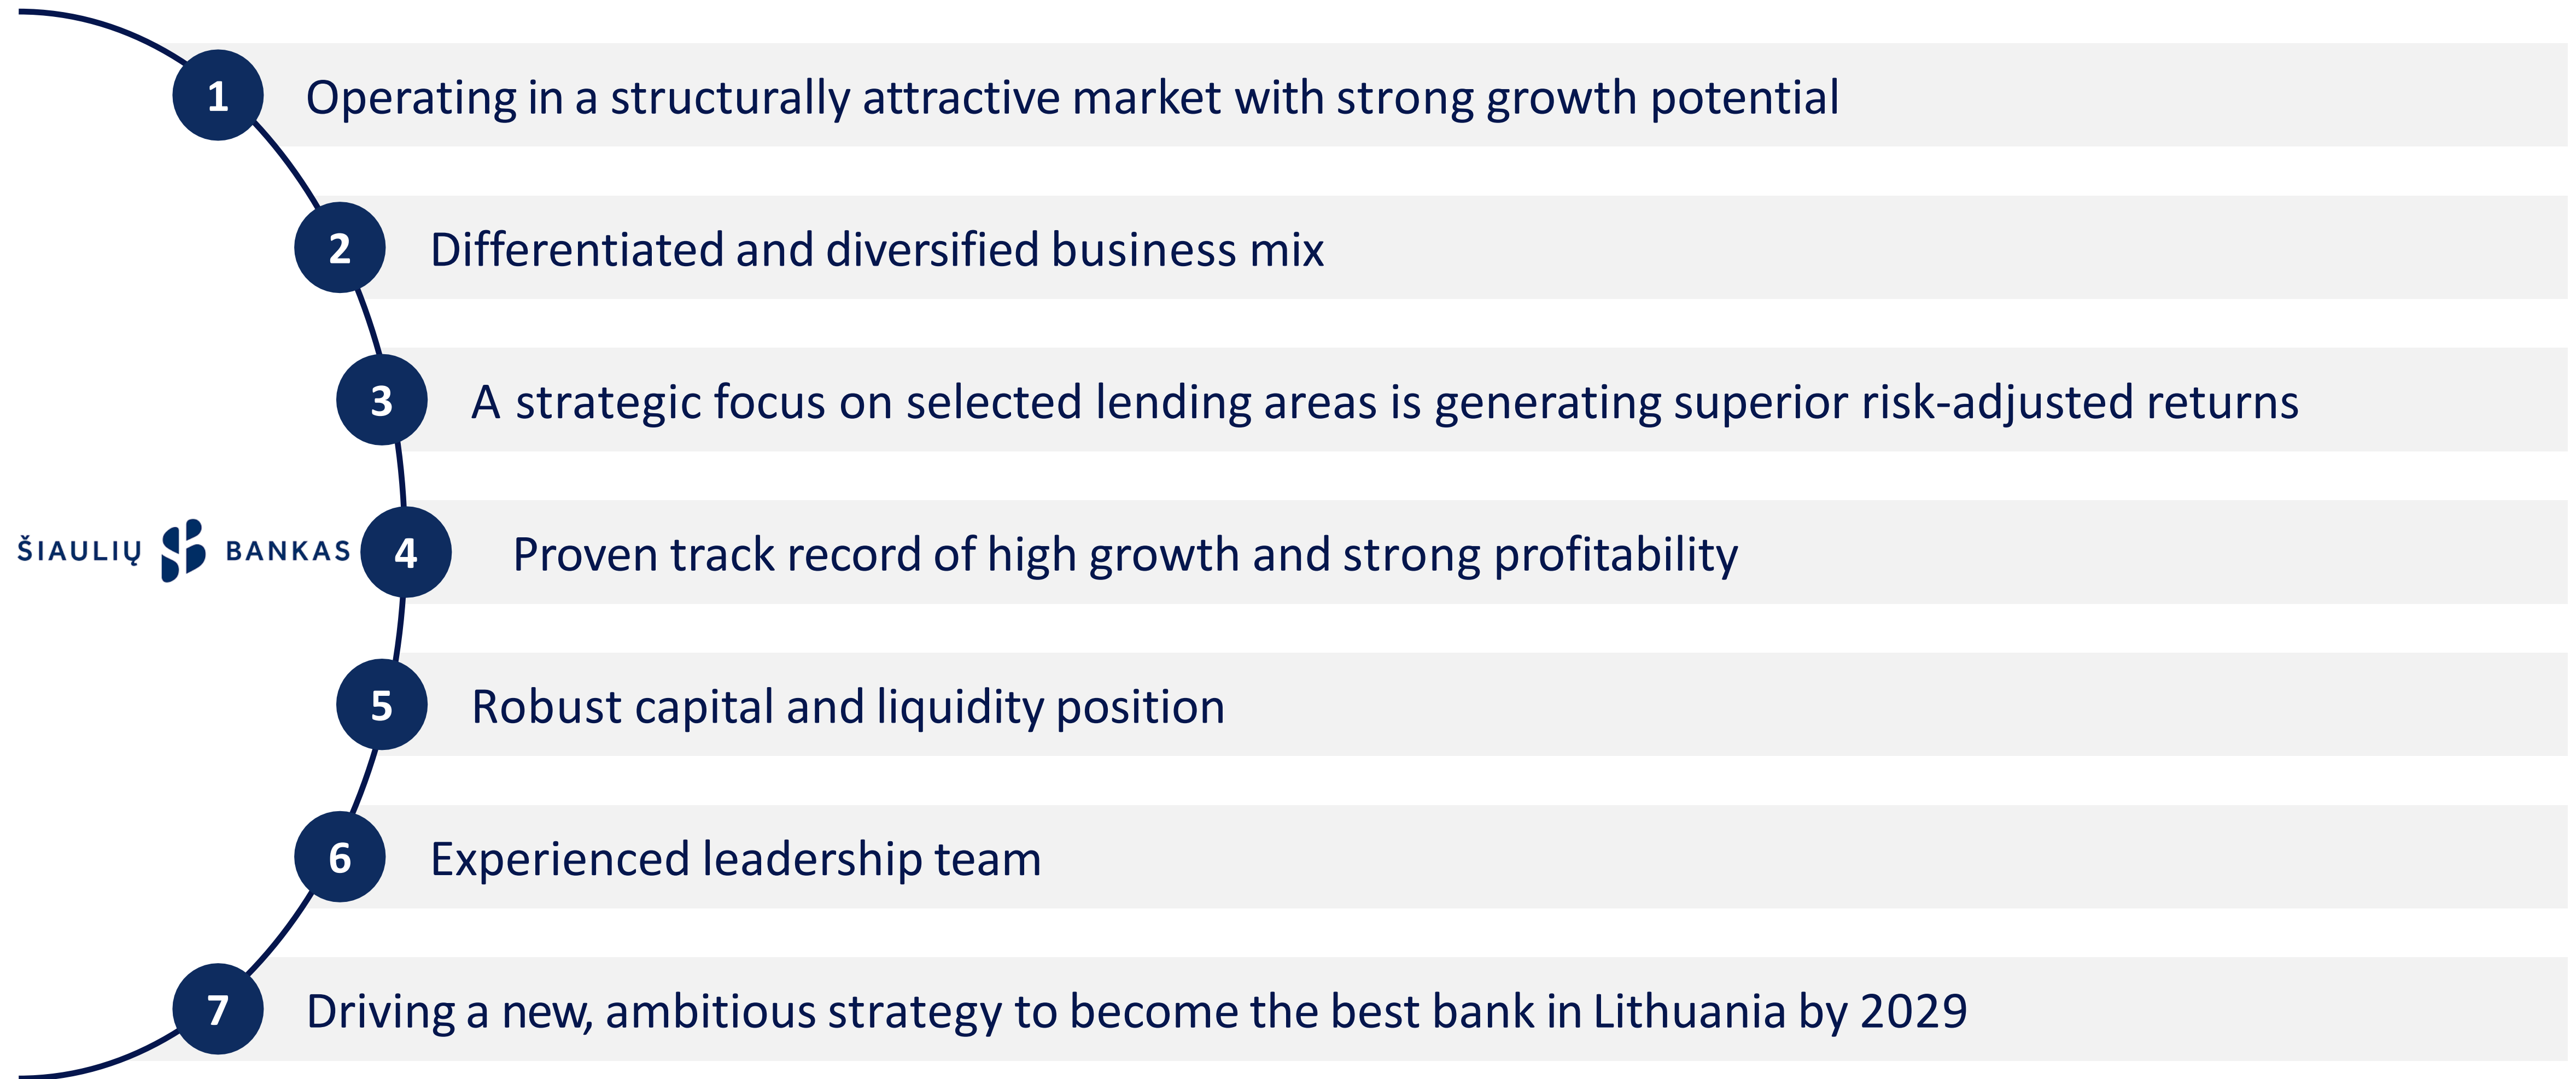 1
Operating in a structurally attractive market with strong growth potential
2
Differentiated and diversified business mix
3
A strategic focus on selected lending areas is generating superior risk-adjusted returns
ŠIAULIŲ BANKAS
4
Proven track record of high growth and strong profitability
5
Robust capital and liquidity position
6
Experienced leadership team
7
Driving a new, ambitious strategy to become the best bank in Lithuania by 2029